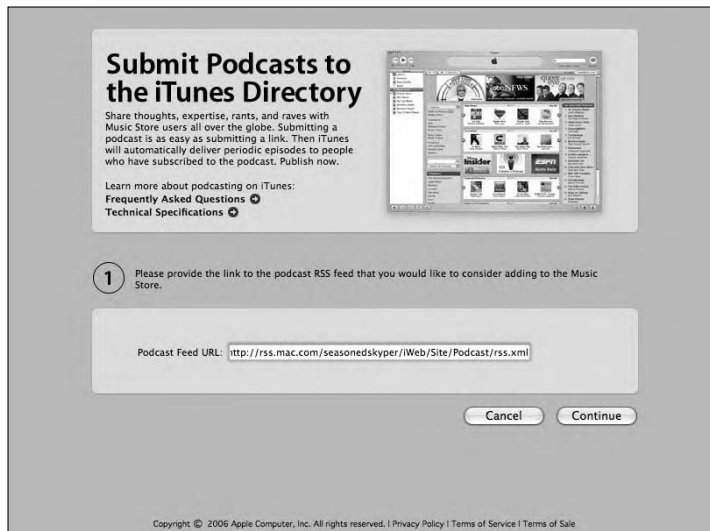 Submit Podcasts to
the iTunes Directory
Share thoughts, expertise, rants, and raves with
Music Store users all over the globe. Submitting a
podcast is as easy as submitting a link. Then iTunes
will automatically deliver periodic episodes to people
who have subscribed to the podcast. Publish now.
Learn more about podcasting on iTunes:
Frequently Asked Questions
Technical Specifications
NEWS
Insider
ESPN
1
Please provide the link to the podcast RSS feed that you would like to consider adding to the Music
Store.
Podcast Feed URL: http://rss.mac.com/seasonedskyper/iWeb/Site/Podcast/rss.xml
Cancel
Continue
Copyright © 2006 Apple Computer, Inc. All rights reserved. | Privacy Policy | Terms of Service | Terms of Sale